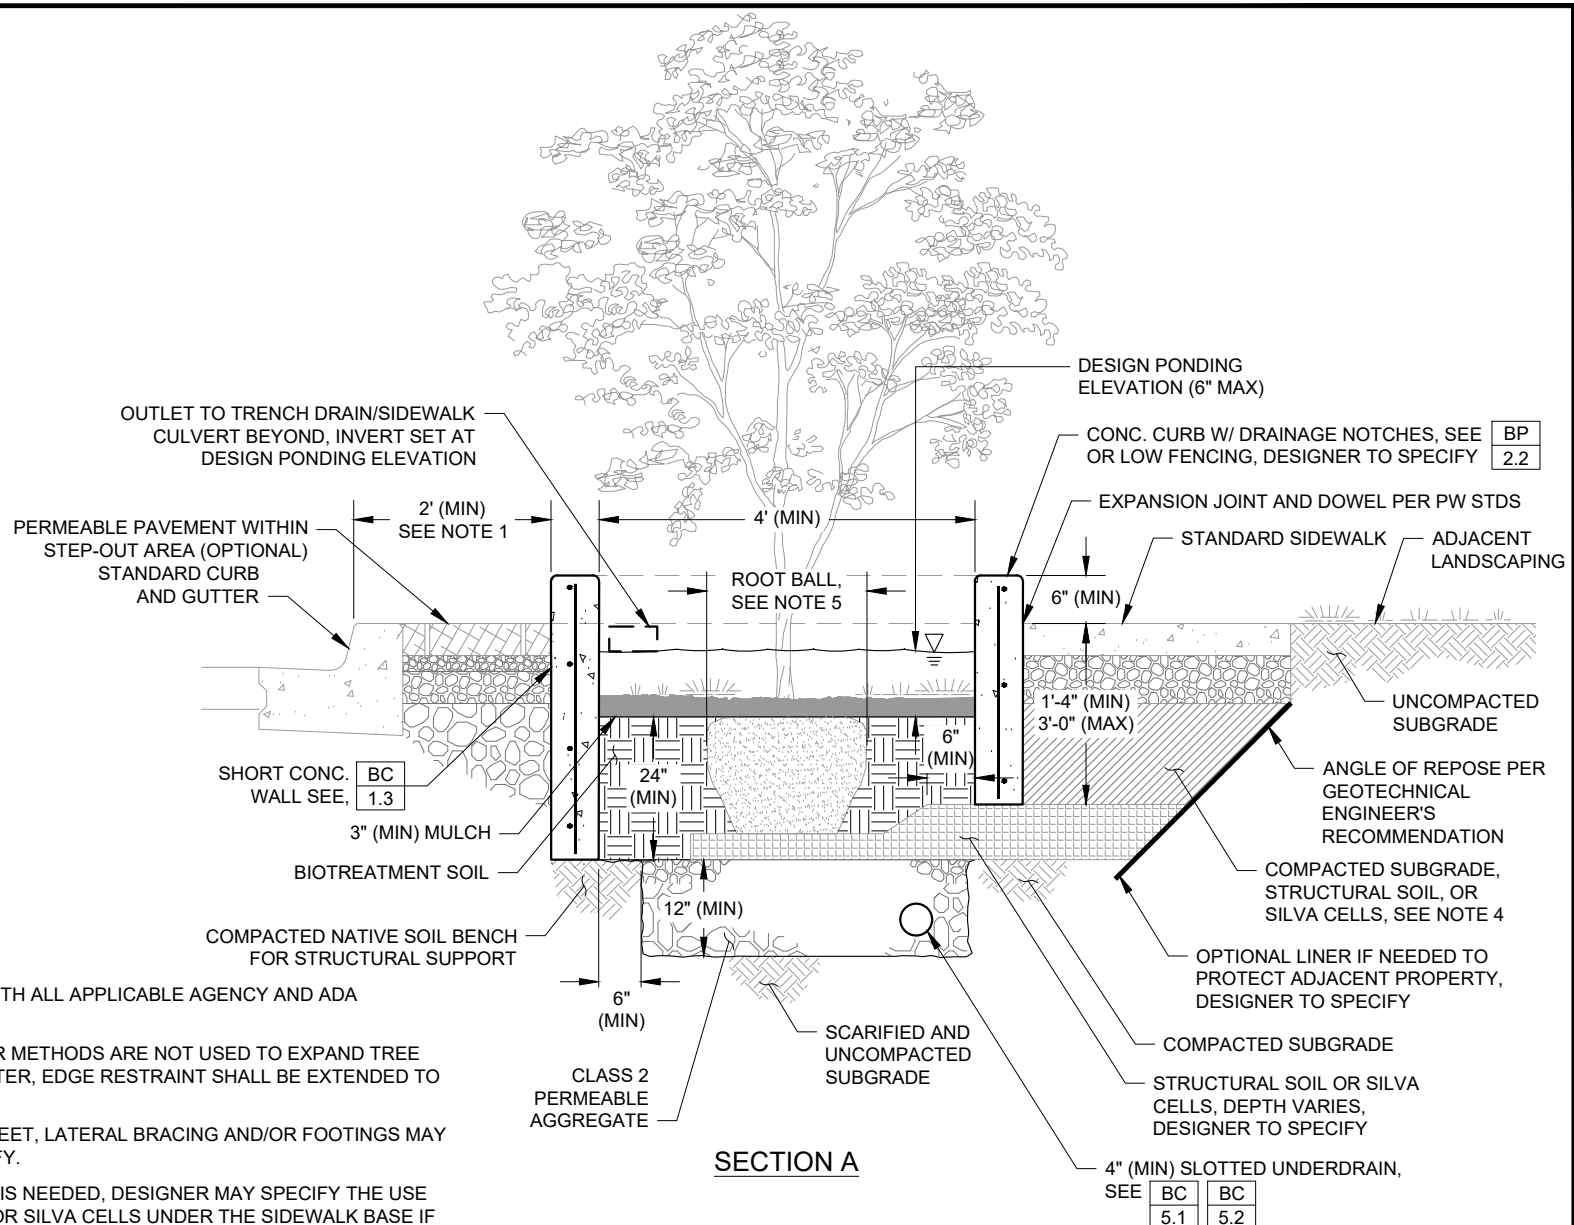 DESIGN PONDING
ELEVATION (6" MAX)
OUTLET TO TRENCH DRAIN/SIDEWALK
CULVERT BEYOND, INVERT SET AT
DESIGN PONDING ELEVATION
CONC. CURB W/ DRAINAGE NOTCHES, SEE BP
OR LOW FENCING, DESIGNER TO SPECIFY 2.2
2' (MIN)
SEE NOTE 1
4' (MIN)
EXPANSION JOINT AND DOWEL PER PW STDS
PERMEABLE PAVEMENT WITHIN
STEP-OUT AREA (OPTIONAL)
STANDARD CURB
AND GUTTER
STANDARD SIDEWALK
ADJACENT
LANDSCAPING
ROOT BALL,
SEE NOTE 5
6" (MIN)
1'-4" (MIN)
3'-0" (MAX)
UNCOMPACTED
SUBGRADE
6"
(MIN)
24"
(MIN)
SHORT CONC. BC
WALL SEE, 1.3
ANGLE OF REPOSE PER
GEOTECHNICAL
ENGINEER'S
RECOMMENDATION
3" (MIN) MULCH
BIOTREATMENT SOIL
COMPACTED SUBGRADE,
STRUCTURAL SOIL, OR
SILVA CELLS, SEE NOTE 4
12" (MIN)
COMPACTED NATIVE SOIL BENCH
FOR STRUCTURAL SUPPORT
OPTIONAL LINER IF NEEDED TO
PROTECT ADJACENT PROPERTY,
DESIGNER TO SPECIFY
6"
(MIN)
SCARIFIED AND
UNCOMPACTED
SUBGRADE
COMPACTED SUBGRADE
CLASS 2
PERMEABLE
AGGREGATE
STRUCTURAL SOIL OR SILVA
CELLS, DEPTH VARIES,
DESIGNER TO SPECIFY
4" (MIN) SLOTTED UNDERDRAIN,
SEE BC BC
5.1 5.2
SECTION A
TH ALL APPLICABLE AGENCY AND ADA
R METHODS ARE NOT USED TO EXPAND TREE
TER, EDGE RESTRAINT SHALL BE EXTENDED TO
EET, LATERAL BRACING AND/OR FOOTINGS MAY
FY.
IS NEEDED, DESIGNER MAY SPECIFY THE USE
OR SILVA CELLS UNDER THE SIDEWALK BASE IF